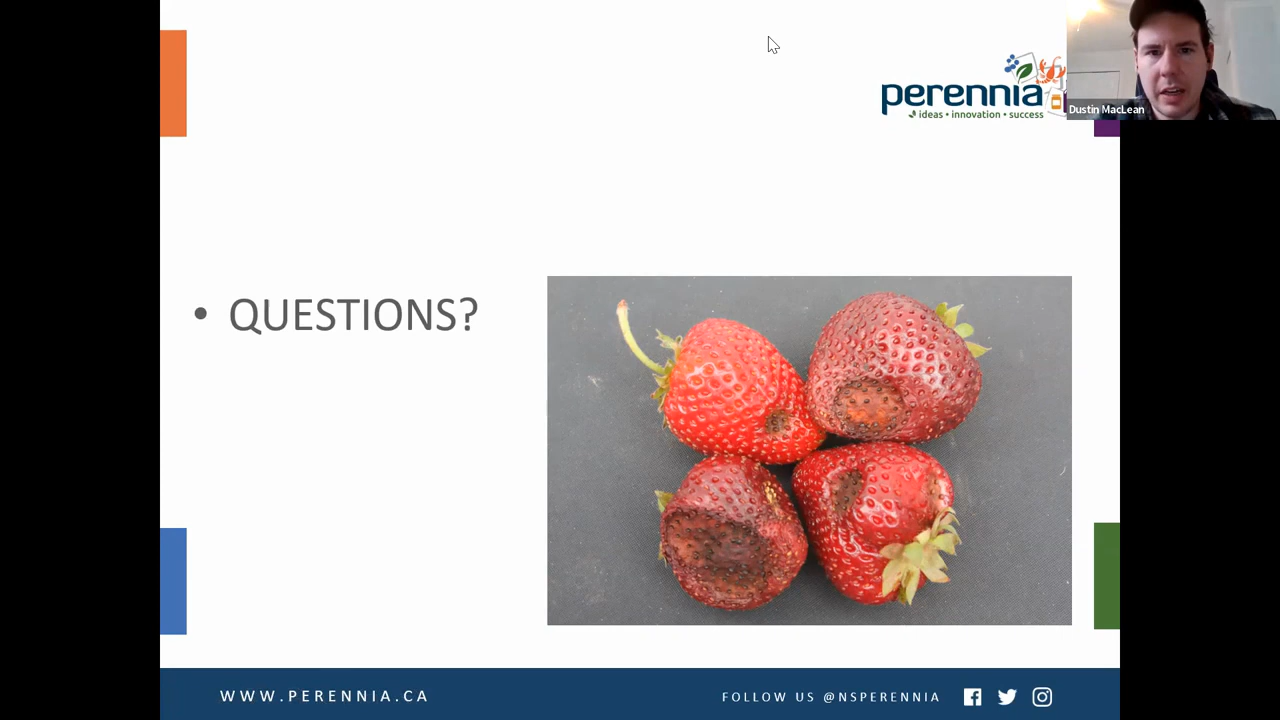 perennia
ideas • innovation • success
Dustin MacLean
• QUESTIONS?
WWW.PERENNIA.CA
FOLLOW US @NSPERENNIA